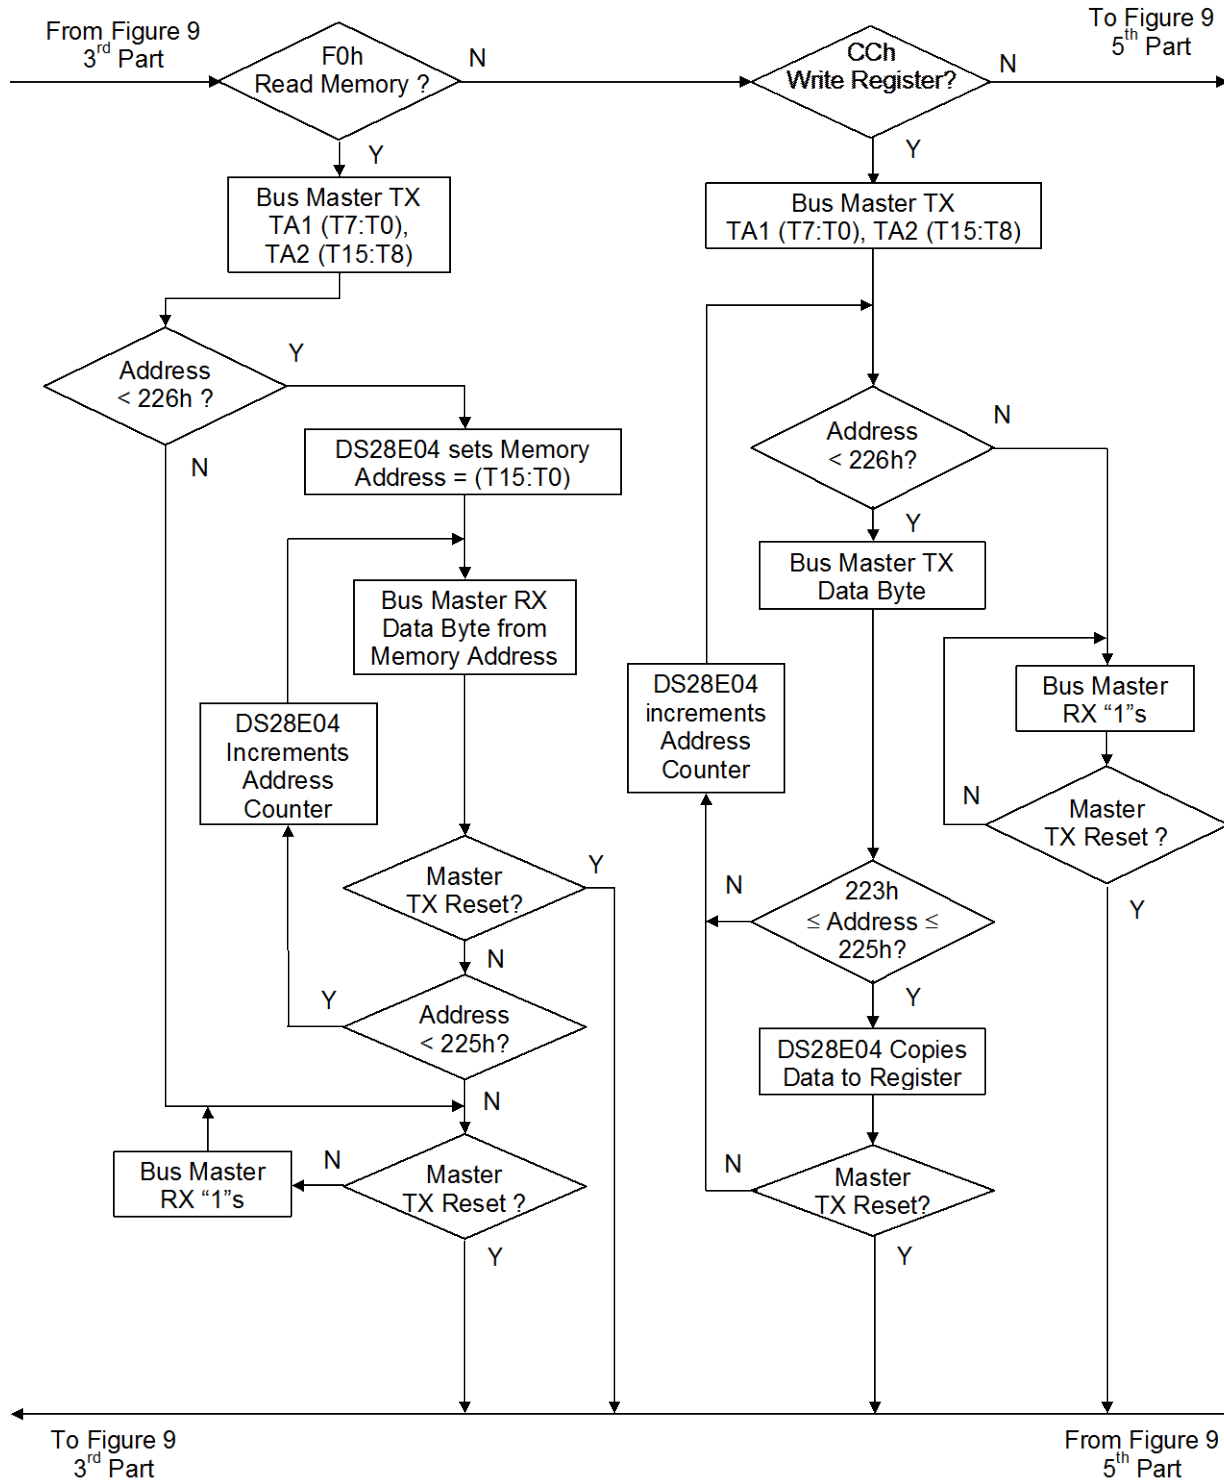 From Figure 9
3rd Part
F0h
Read Memory ?
N
CCh
Write Register?
N
To Figure 9
5th Part
Y
Y
Bus Master TX
TA1 (T7:T0),
TA2 (T15:T8)
Bus Master TX
TA1 (T7:T0), TA2 (T15:T8)
Address
< 226h ?
Y
N
DS28E04 sets Memory
Address = (T15:T0)
Address
< 226h?
N
Y
Bus Master RX
Data Byte from
Memory Address
Bus Master TX
Data Byte
DS28E04
Increments
Address
Counter
DS28E04
increments
Address
Counter
Bus Master
RX “1”s
Master
TX Reset?
Y
N
Master
TX Reset ?
N
Y
223h
≤ Address ≤
225h?
N
Y
Address
< 225h?
Y
N
DS28E04 Copies
Data to Register
Bus Master
RX “1”s
N
Master
TX Reset ?
Y
N
Master
TX Reset?
Y
To Figure 9
3rd Part
From Figure 9
5th Part